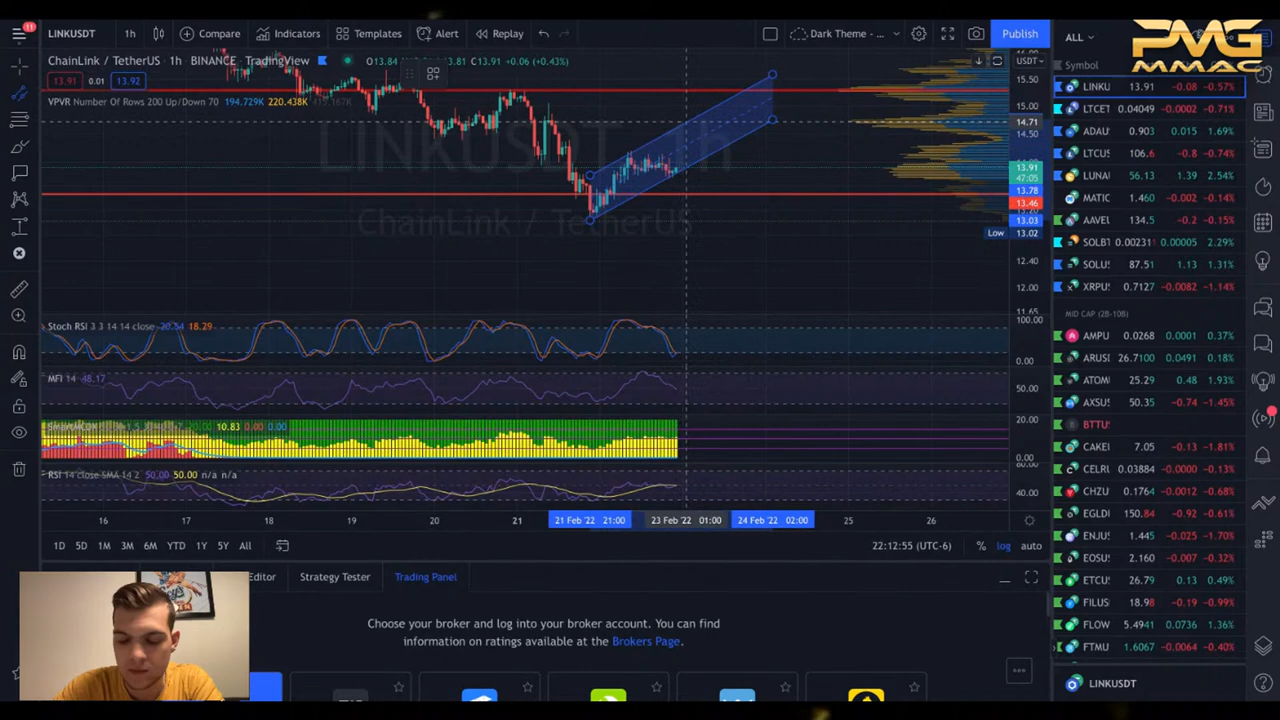 11
LINKUSDT 1h Compare Indicators Templates Alert Replay Dark Theme - ... Publish
ALL
PMG
MMAC
ChainLink / TetherUS · 1h · BINANCE · TradingView O13.84 13.81 C13.91 +0.06 (+0.43%)
USDT
Symbol
13.91 0.01 13.92
VPVR Number Of Rows 200 Up/Down 70 194.729K 220.438K 415.167K
LINKUSDT, 1h
ChainLink / TetherUS
15.50
15.00
14.71
14.50
13.91
47:05
13.78
13.46
13.03
Low 13.02
12.40
12.00
11.65
Stoch RSI 3 3 14 14 close 18.29
100.00
0.00
MFI 14 48.17
50.00
10.83 0.00 0.00
20.00
0.00
RSI 14 close SMA 14 2 50.00 50.00 n/a n/a
80.00
40.00
16 17 18 19 20 21 21 Feb '22 21:00 23 Feb '22 01:00 24 Feb '22 02:00 25 26
1D 5D 1M 3M 6M YTD 1Y 5Y All 22:12:55 (UTC-6) % log auto
Editor Strategy Tester Trading Panel
Choose your broker and log into your broker account. You can find
information on ratings available at the Brokers Page.
LINKU 13.91 -0.08 -0.57%
LTCET 0.04049 -0.0002 -0.71%
ADAU 0.903 0.015 1.69%
LTCUS 106.6 -0.8 -0.74%
LUNA 56.13 1.39 2.54%
MATIC 1.460 -0.002 -0.14%
AAVEL 134.5 -0.2 -0.15%
SOLBT 0.002311 0.00005 2.29%
SOLUS 87.51 1.13 1.31%
XRPUS 0.7127 -0.0082 -1.14%
MID CAP (2B-10B)
AMPU 0.0268 0.0001 0.37%
ARUSI 26.7100 0.0491 0.18%
ATOM 25.29 0.48 1.93%
AXSUS 50.35 -0.74 -1.45%
BTTUS
CAKEI 7.05 -0.13 -1.81%
CELRI 0.03884 -0.0000 -0.13%
CHZU 0.1764 -0.0012 -0.68%
EGLDI 150.84 -0.92 -0.61%
ENJUS 1.445 -0.025 -1.70%
EOSUS 2.160 -0.007 -0.32%
ETCUS 26.79 0.13 0.49%
FILUS 18.98 -0.19 -0.99%
FLOW 5.4941 0.0736 1.36%
FTMU 1.6067 -0.0064 -0.40%
LINKUSDT